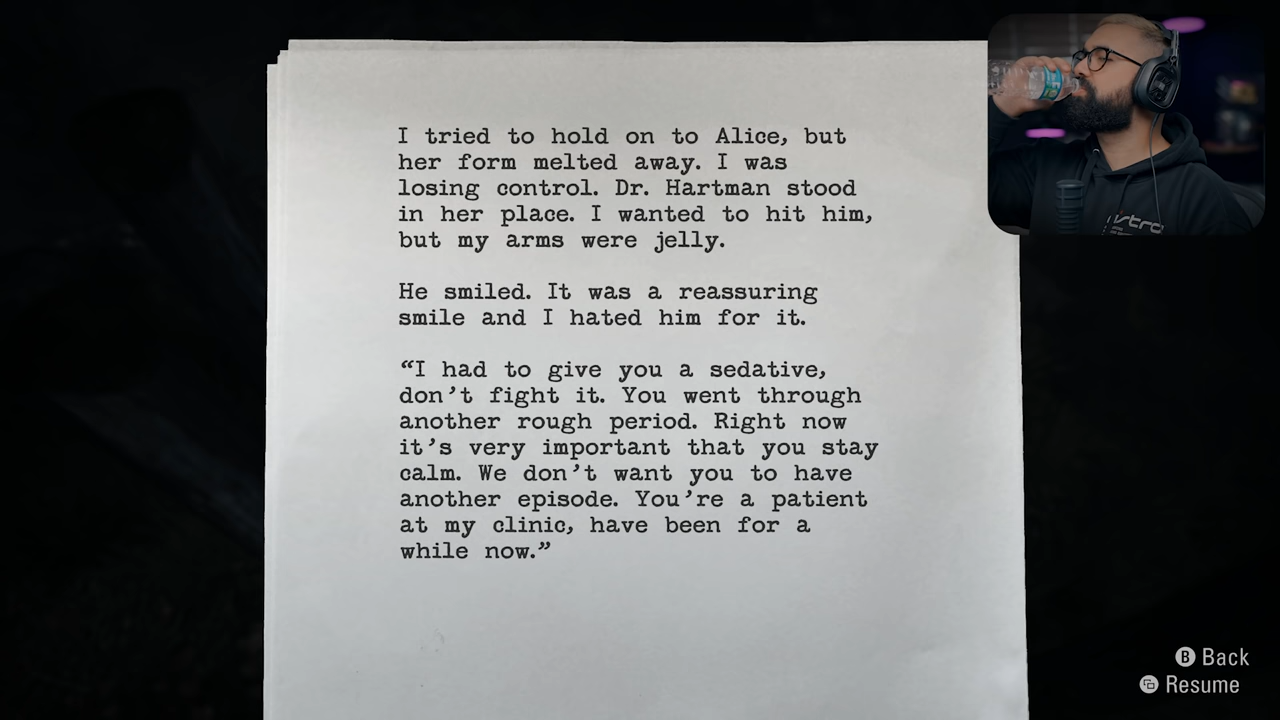 I tried to hold on to Alice, but
her form melted away. I was
losing control. Dr. Hartman stood
in her place. I wanted to hit him,
but my arms were jelly.
He smiled. It was a reassuring
smile and I hated him for it.
“I had to give you a sedative,
don’t fight it. You went through
another rough period. Right now
it’s very important that you stay
calm. We don’t want you to have
another episode. You’re a patient
at my clinic, have been for a
while now.”
B Back
Resume